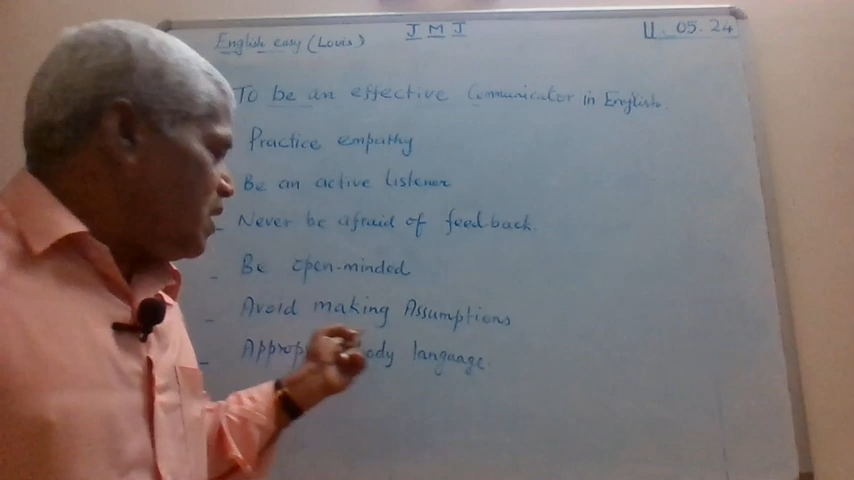 English easy (Louis) J M J 11.05.24
To be an effective Communicator in English.
Practice empathy
Be an active listener
- Never be afraid of feed-back.
- Be open-minded
- Avoid making Assumptions
- body language.